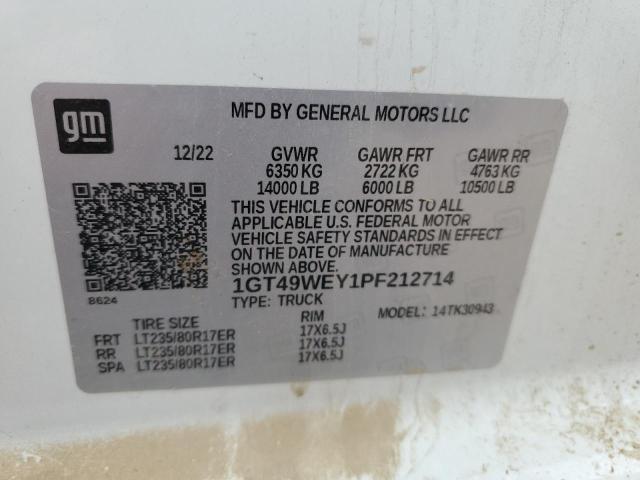 gm
MFD BY GENERAL MOTORS LLC
12/22 GVWR GAWR FRT GAWR RR
6350 KG 2722 KG 4763 KG
14000 LB 6000 LB 10500 LB
THIS VEHICLE CONFORMS TO ALL
APPLICABLE U.S. FEDERAL MOTOR
VEHICLE SAFETY STANDARDS IN EFFECT
ON THE DATE OF MANUFACTURE
SHOWN ABOVE.
8624
1GT49WEY1PF212714
TYPE: TRUCK MODEL: 14TK30943
TIRE SIZE RIM
FRT LT235/80R17ER 17X6.5J
RR LT235/80R17ER 17X6.5J
SPA LT235/80R17ER 17X6.5J